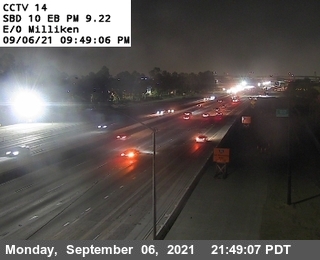 CCTV 14
SBD 10 EB PM 9.22
E/O Milliken
09/06/21 09:49:06 PM
Monday, September 06, 2021 21:49:07 PDT